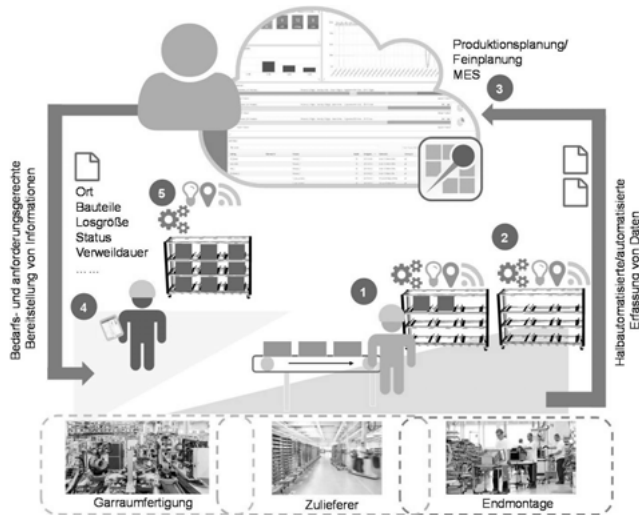 Produktionsplanung/
Feinplanung
MES
3
Bedarfs- und anforderungsgerechte
Bereitstellung von Informationen
Ort
Bauteile
Losgröße
Status
Verweildauer
... ...
5
2
Halbautomatisierte/automatisierte
Erfassung von Daten
4
1
Garraumfertigung
Zulieferer
Endmontage